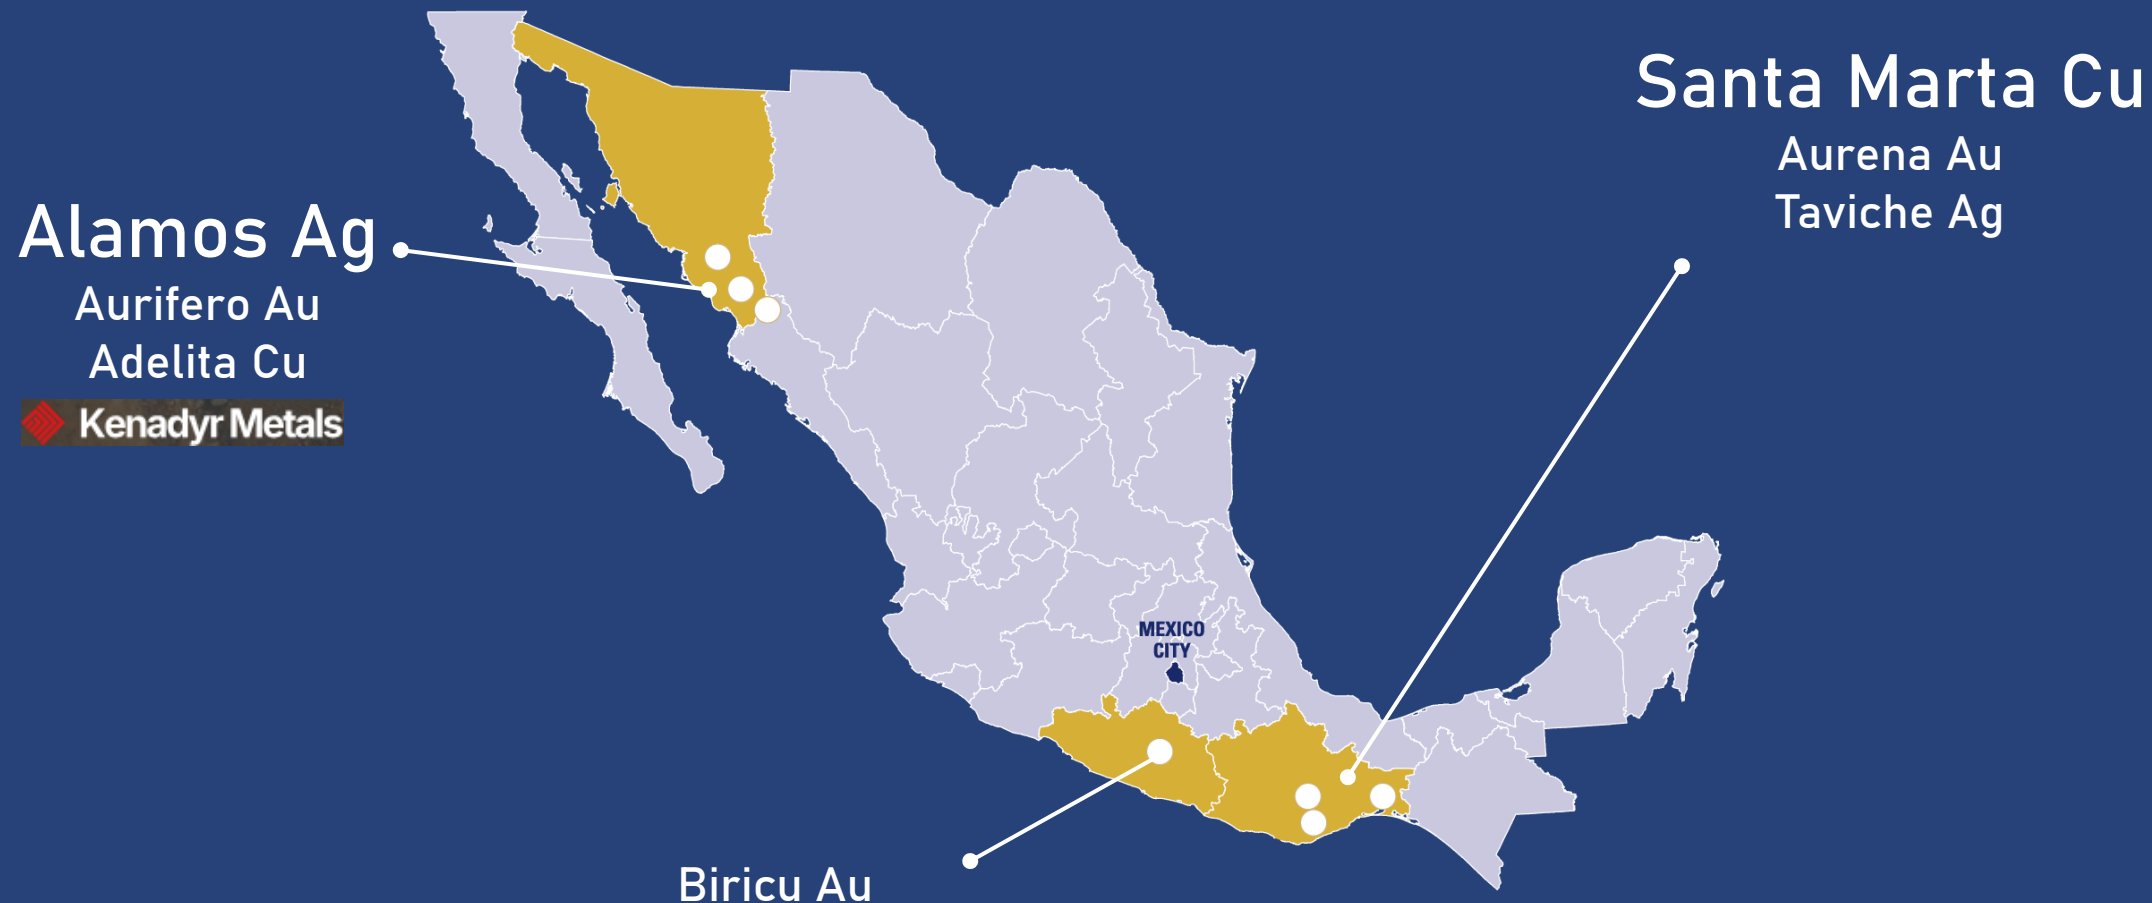 Alamos Ag
Aurifero Au
Adelita Cu
Kenadyr Metals
Santa Marta Cu
Aurena Au
Taviche Ag
MEXICO
CITY
Biricu Au